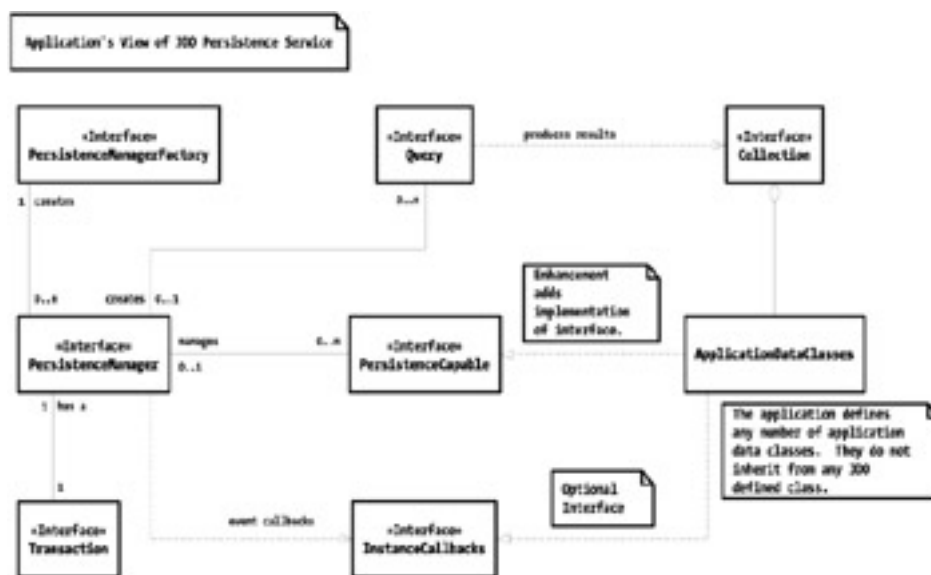 Application's View of JDO Persistence Service
«Interface»
PersistenceManagerFactory
«Interface»
Query
produces results
«Interface»
Collection
1 creates
0..n
0..n
creates 0..1
Enhancement
adds
implementation
of interface.
«Interface»
PersistenceManager
manages
0..n
0..1
«Interface»
PersistenceCapable
ApplicationDataClasses
1 has a
The application defines
any number of application
data classes. They do not
inherit from any JDO
defined class.
1
Optional
Interface
«Interface»
Transaction
event callbacks
«Interface»
InstanceCallbacks